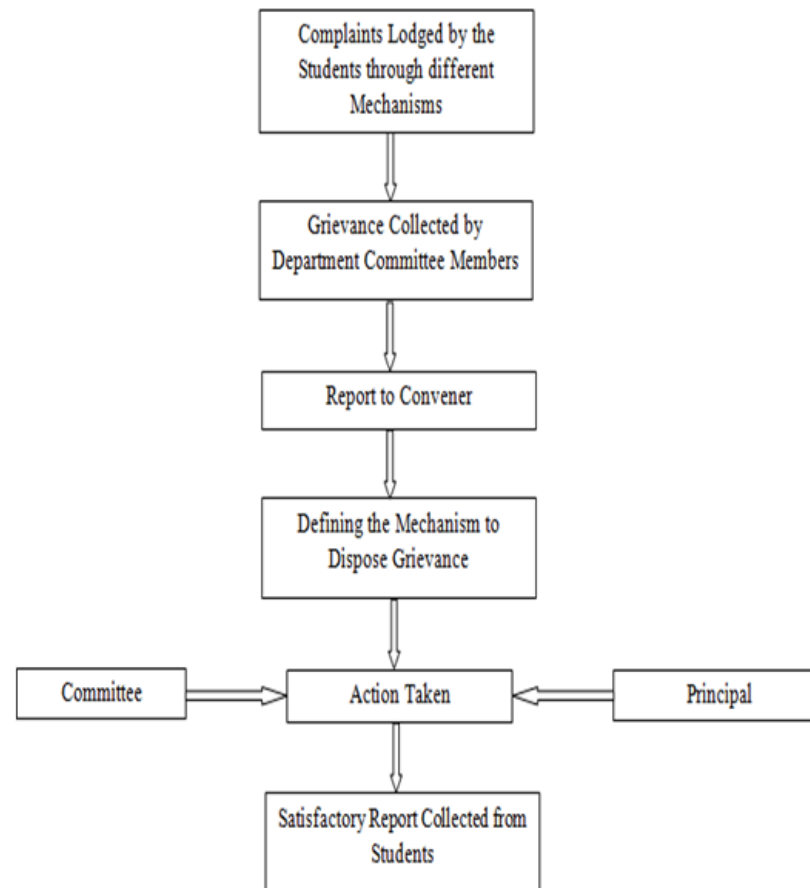 Complaints Lodged by the
Students through different
Mechanisms
Grievance Collected by
Department Committee Members
Report to Convener
Defining the Mechanism to
Dispose Grievance
Committee
Action Taken
Principal
Satisfactory Report Collected from
Students